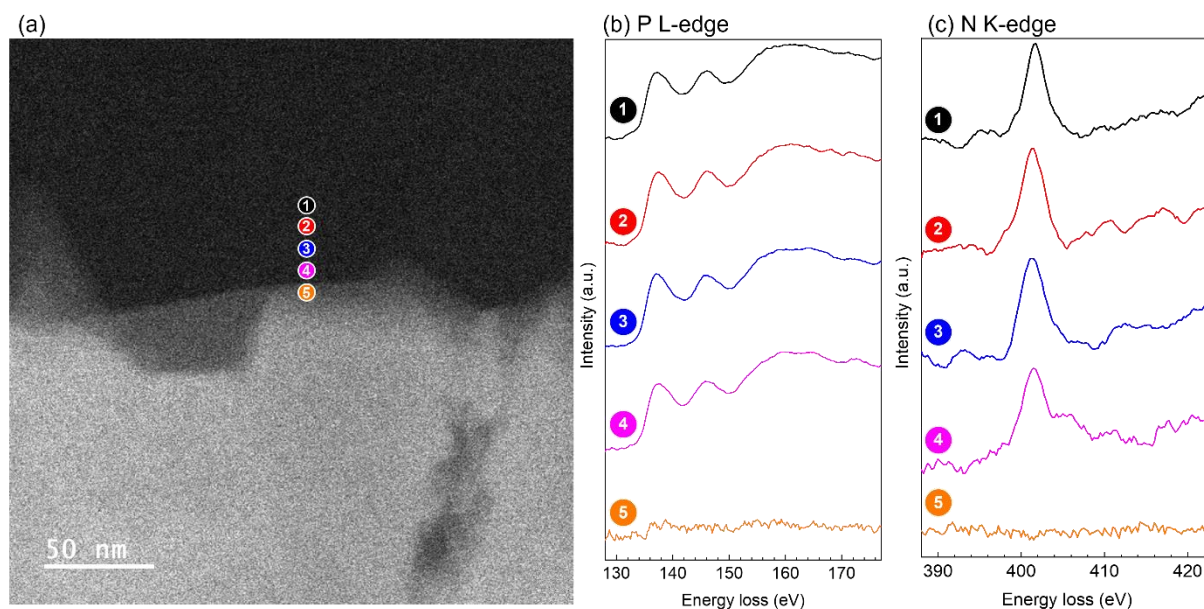 (a)
1
2
3
4
5
50 nm
(b) P L-edge
Intensity (a.u.)
1
2
3
4
5
130 140 150 160 170
Energy loss (eV)
(c) N K-edge
Intensity (a.u.)
1
2
3
4
5
390 400 410 420
Energy loss (eV)